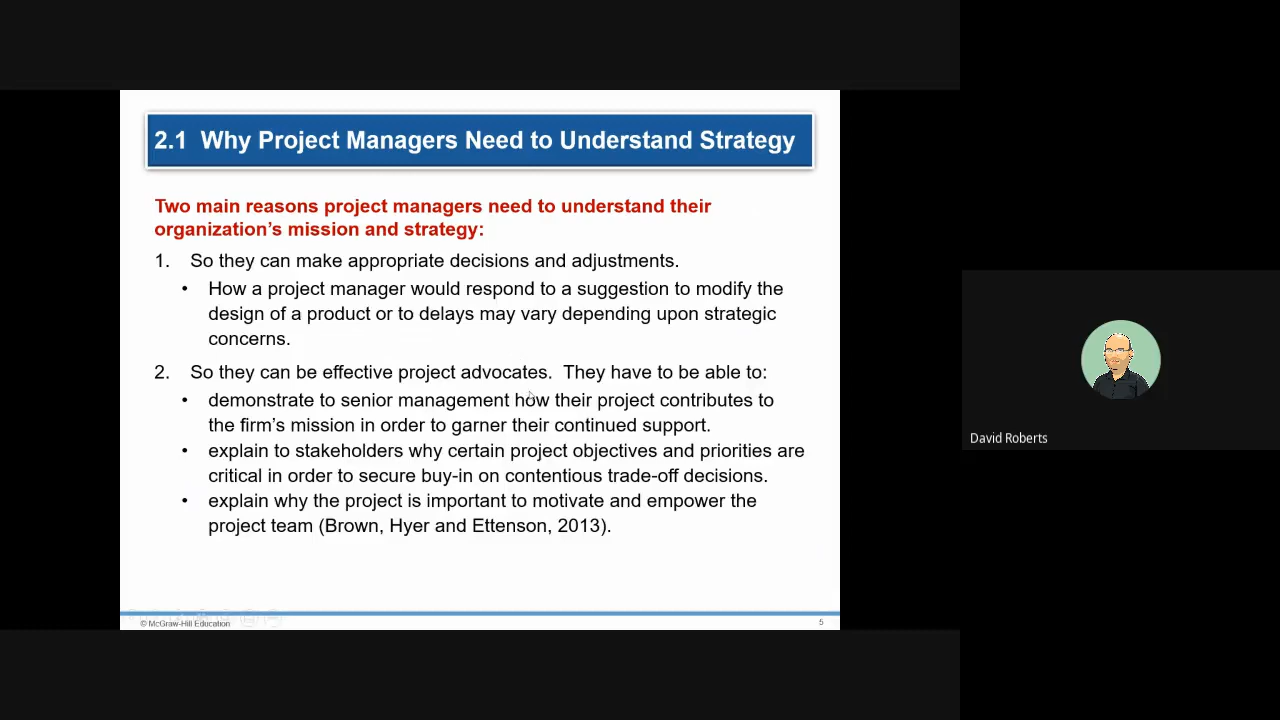 2.1 Why Project Managers Need to Understand Strategy
Two main reasons project managers need to understand their
organization’s mission and strategy:
1. So they can make appropriate decisions and adjustments.
• How a project manager would respond to a suggestion to modify the
design of a product or to delays may vary depending upon strategic
concerns.
2. So they can be effective project advocates. They have to be able to:
• demonstrate to senior management how their project contributes to
the firm’s mission in order to garner their continued support.
• explain to stakeholders why certain project objectives and priorities are
critical in order to secure buy-in on contentious trade-off decisions.
• explain why the project is important to motivate and empower the
project team (Brown, Hyer and Ettenson, 2013).
© McGraw-Hill Education
5
David Roberts